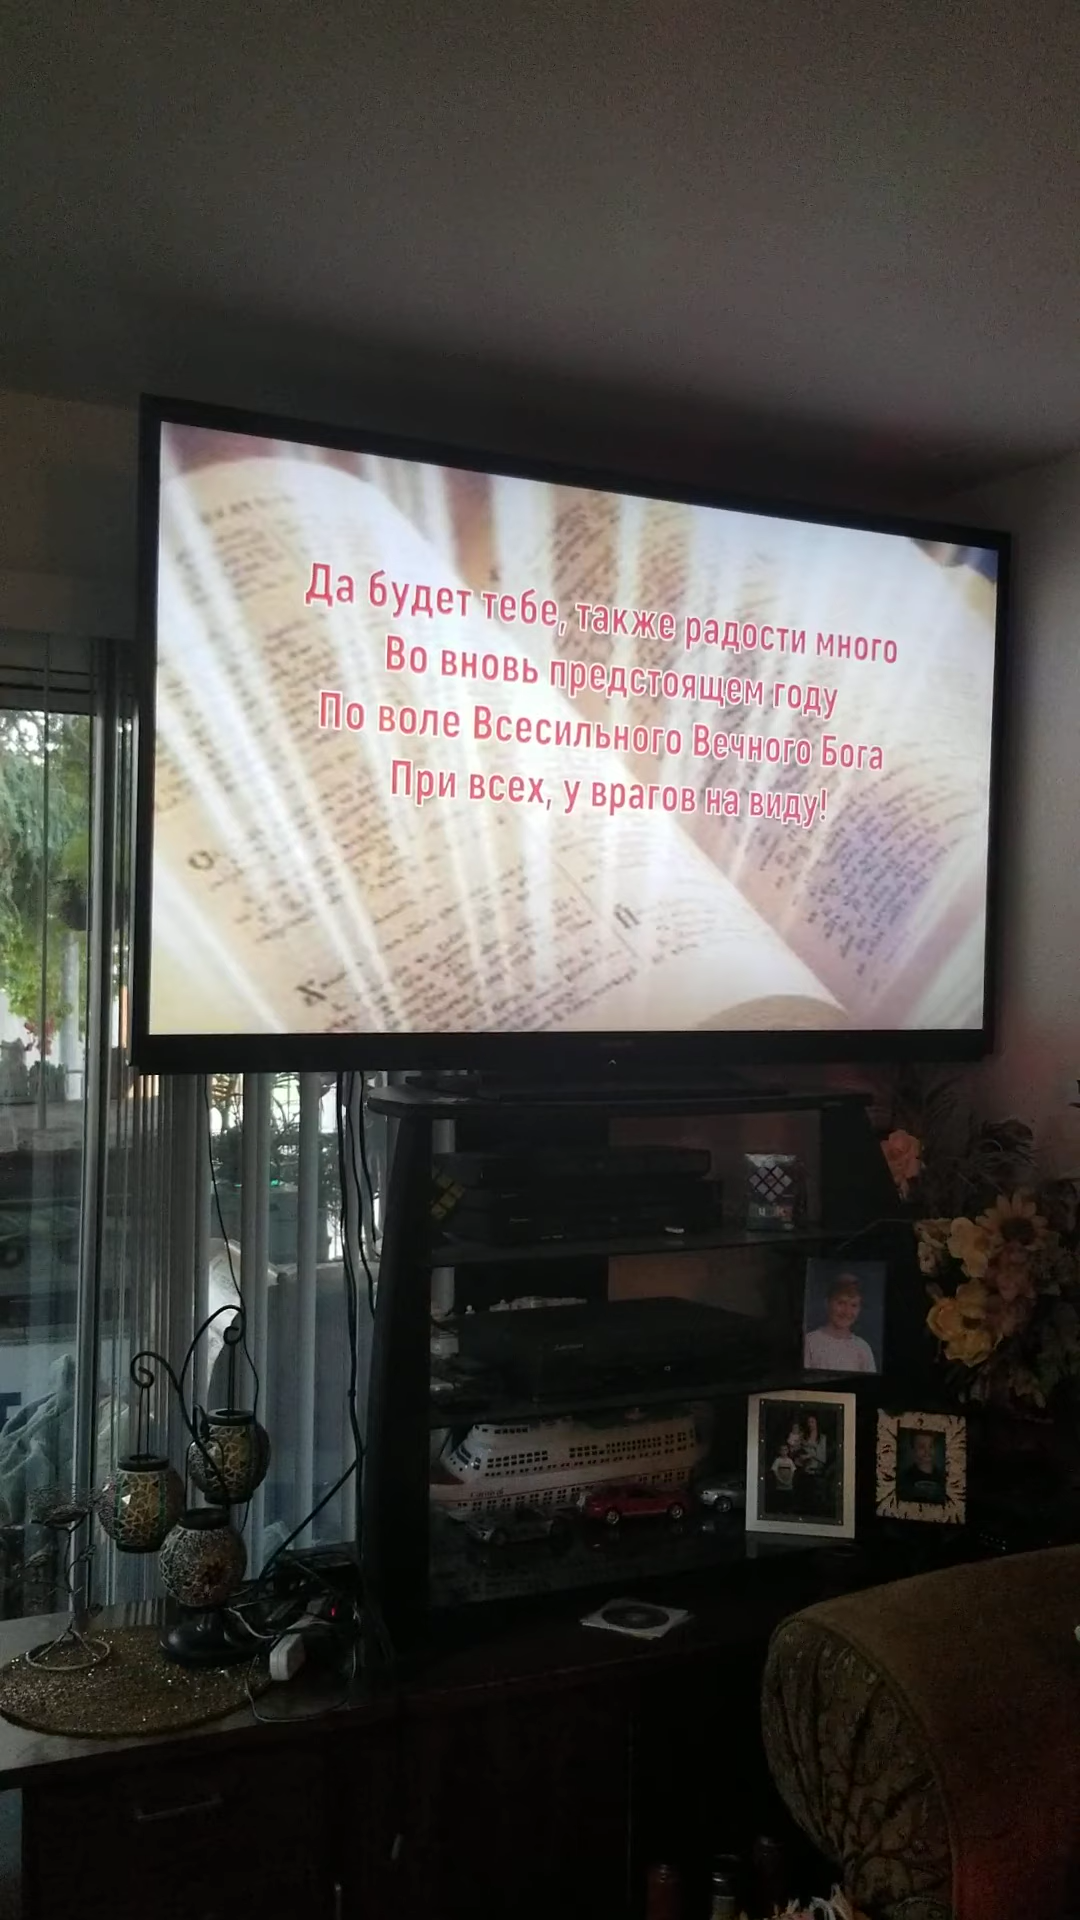 Да будет тебе, также радости много
Во вновь предстоящем году
По воле Всесильного Вечного Бога
При всех, у врагов на виду!